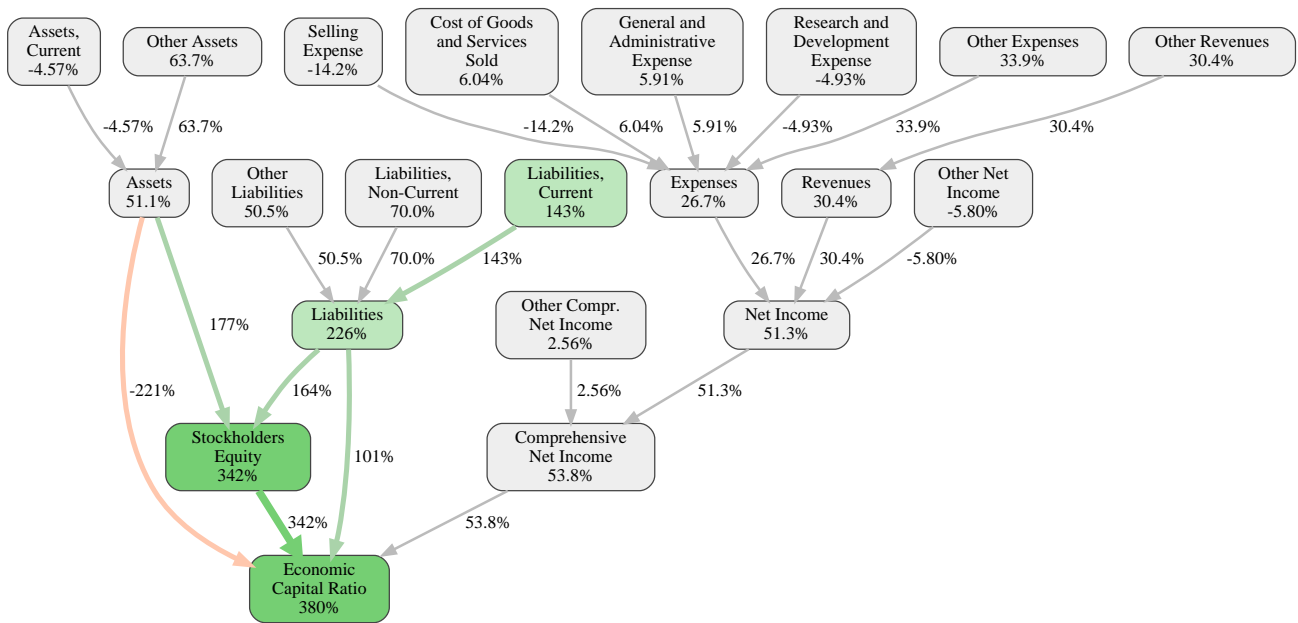 Assets,
Current
-4.57%
Other Assets
63.7%
Selling
Expense
-14.2%
Cost of Goods
and Services
Sold
6.04%
General and
Administrative
Expense
5.91%
Research and
Development
Expense
-4.93%
Other Expenses
33.9%
Other Revenues
30.4%
-4.57%
63.7%
-14.2%
6.04%
5.91%
-4.93%
33.9%
30.4%
Assets
51.1%
Other
Liabilities
50.5%
Liabilities,
Non-Current
70.0%
Liabilities,
Current
143%
Expenses
26.7%
Revenues
30.4%
Other Net
Income
-5.80%
50.5%
70.0%
143%
26.7%
30.4%
-5.80%
177%
Liabilities
226%
Other Compr.
Net Income
2.56%
Net Income
51.3%
-221%
164%
2.56%
51.3%
Stockholders
Equity
342%
101%
Comprehensive
Net Income
53.8%
342%
53.8%
Economic
Capital Ratio
380%